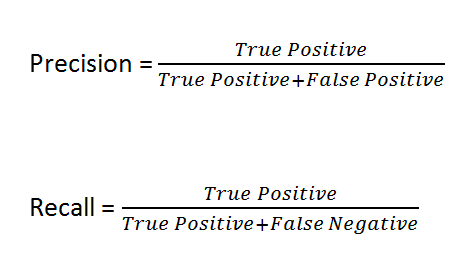 True Positive
Precision =
True Positive+False Positive
True Positive
Recall =
True Positive+False Negative